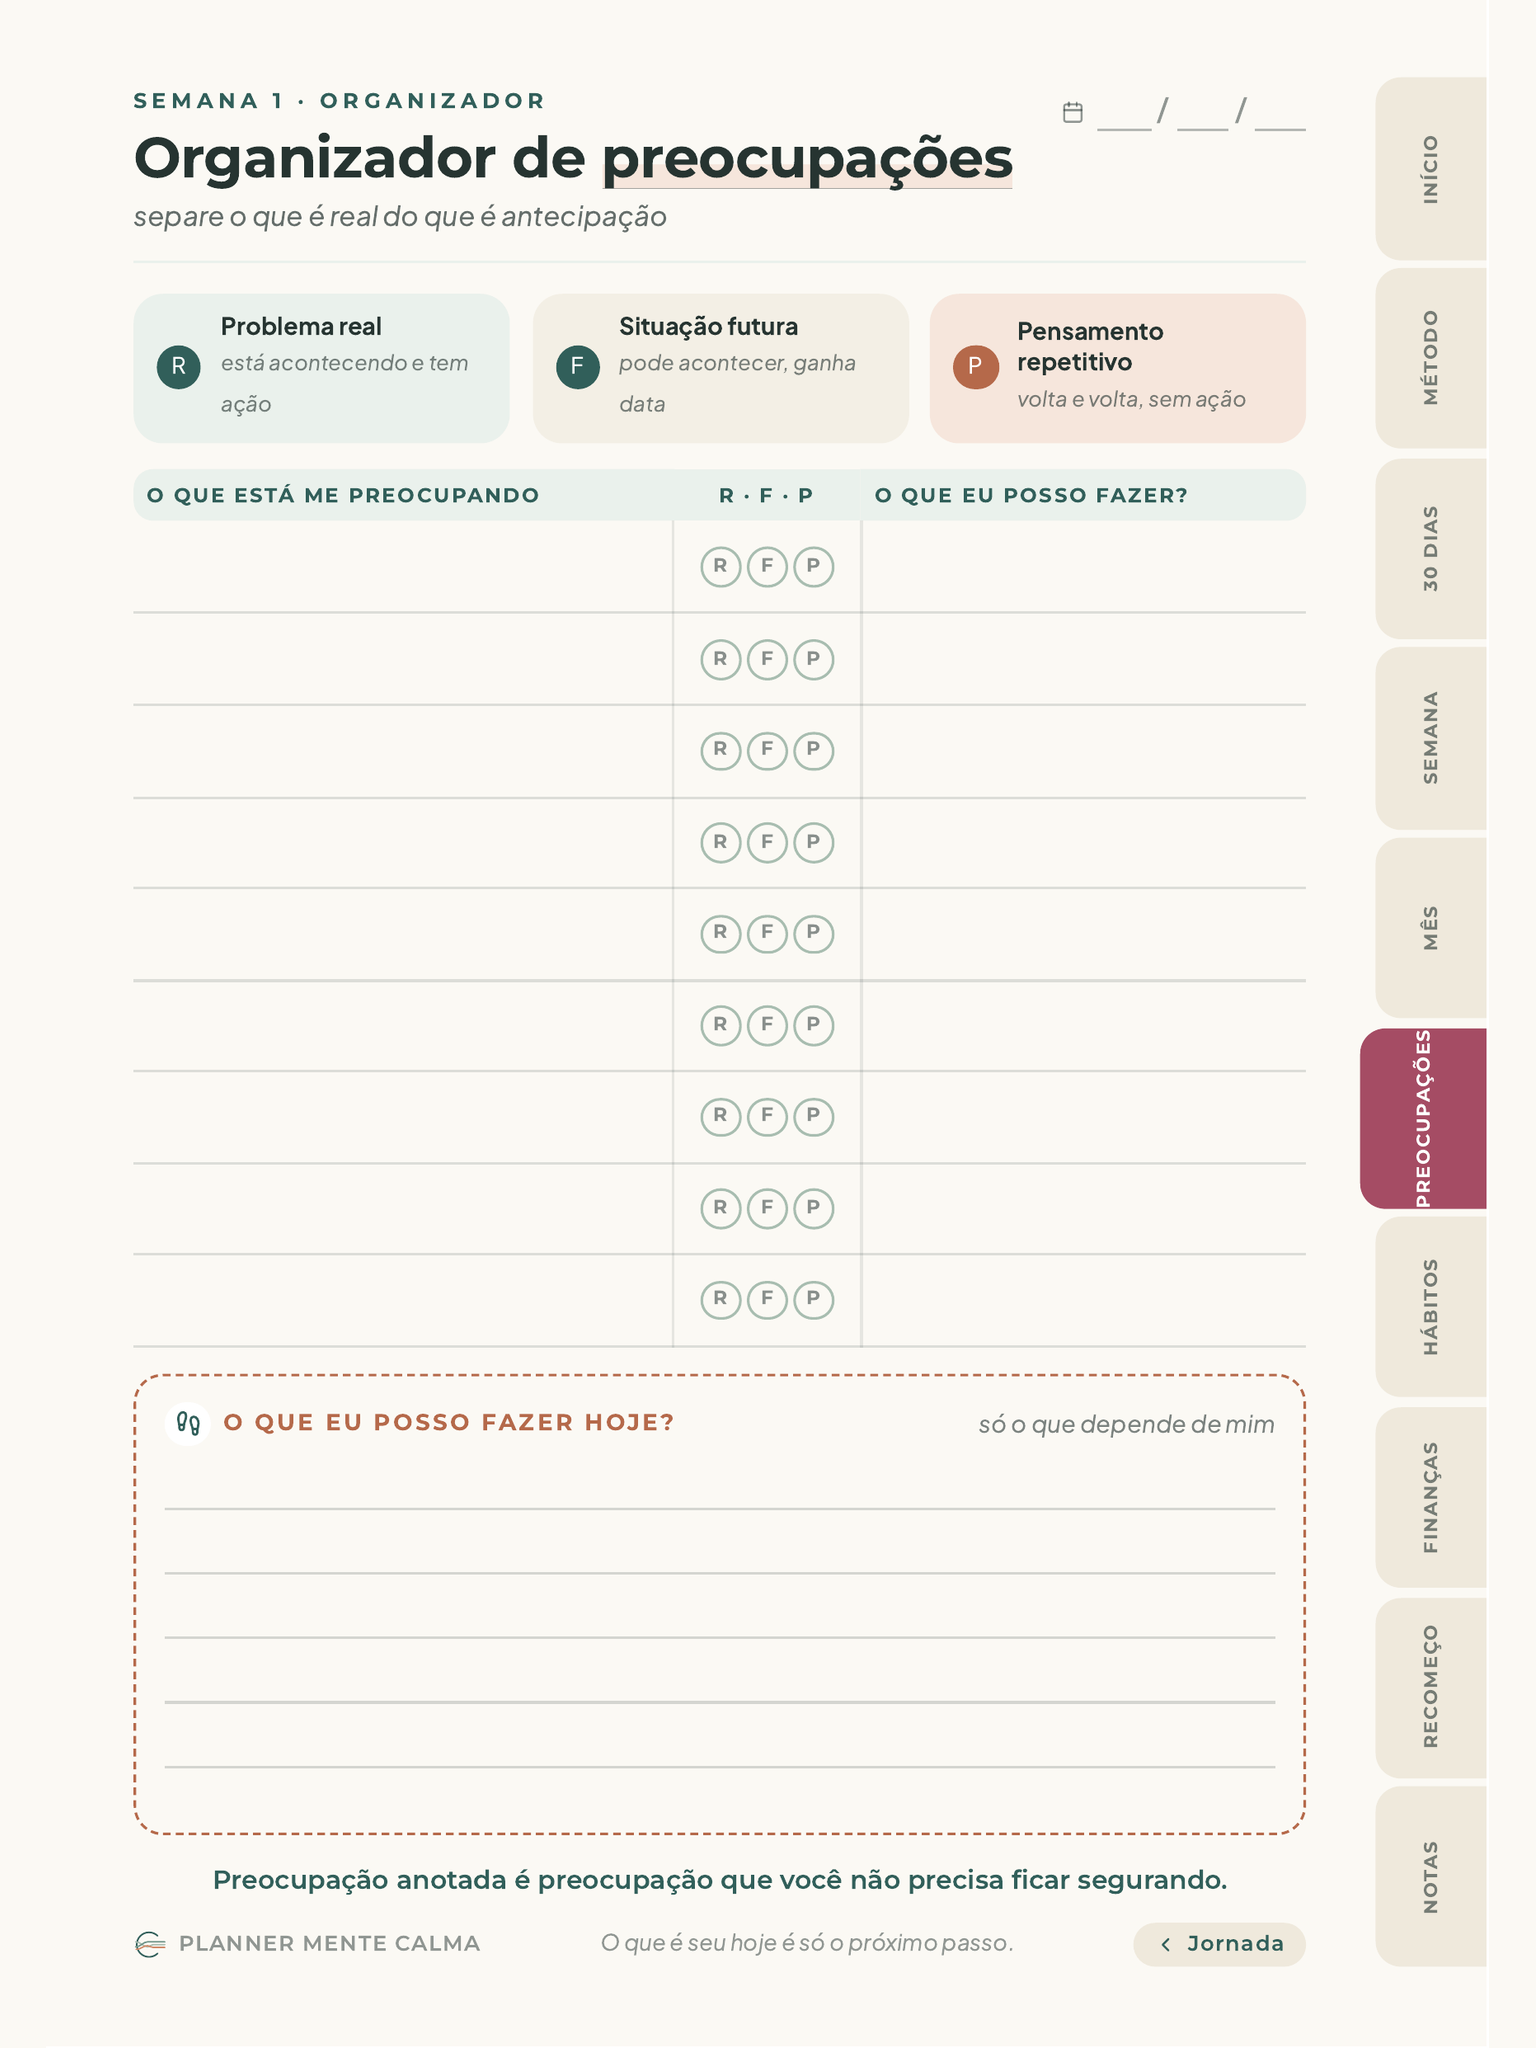 SEMANA 1 · ORGANIZADOR
___/___/___
Organizador de preocupações
separe o que é real do que é antecipação
R
Problema real
está acontecendo e tem
ação
F
Situação futura
pode acontecer, ganha
data
P
Pensamento
repetitivo
volta e volta, sem ação
O QUE ESTÁ ME PREOCUPANDO R · F · P O QUE EU POSSO FAZER?
R F P
R F P
R F P
R F P
R F P
R F P
R F P
R F P
R F P
O QUE EU POSSO FAZER HOJE? só o que depende de mim
Preocupação anotada é preocupação que você não precisa ficar segurando.
PLANNER MENTE CALMA O que é seu hoje é só o próximo passo. ‹ Jornada
INÍCIO
MÉTODO
30 DIAS
SEMANA
MÊS
PREOCUPAÇÕES
HÁBITOS
FINANÇAS
RECOMEÇO
NOTAS